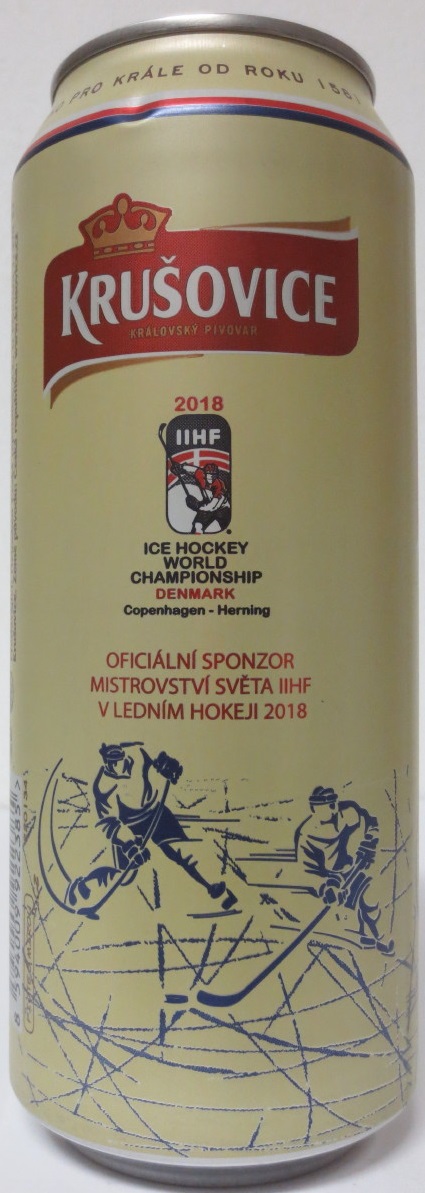 PRO KRÁLE OD ROKU 1581
KRUŠOVICE
KRÁLOVSKÝ PIVOVAR
2018
IIHF
ICE HOCKEY
WORLD
CHAMPIONSHIP
DENMARK
Copenhagen - Herning
OFICIÁLNÍ SPONZOR
MISTROVSTVÍ SVĚTA IIHF
V LEDNÍM HOKEJI 2018